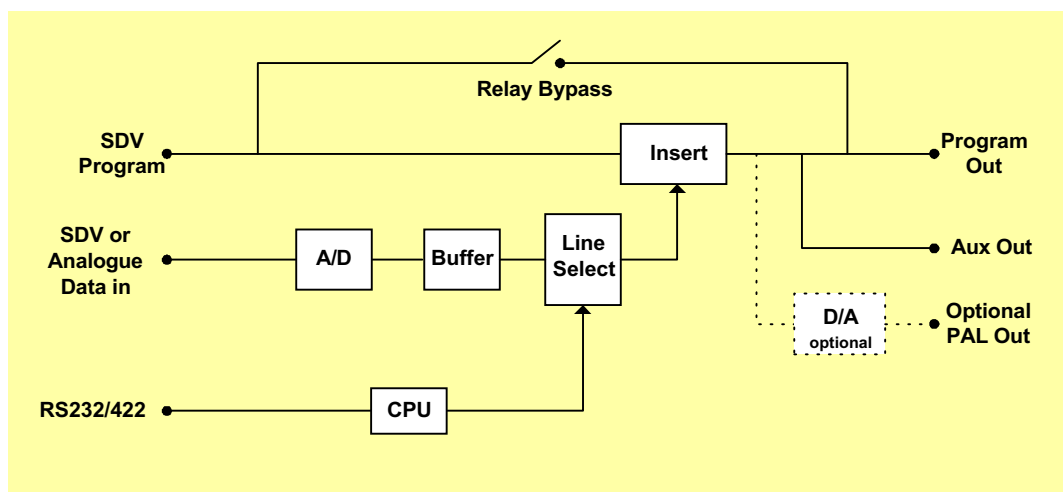 Relay Bypass
SDV
Program
Insert
Program
Out
SDV or
Analogue
Data in
A/D
Buffer
Line
Select
Aux Out
D/A
optional
Optional
PAL Out
RS232/422
CPU